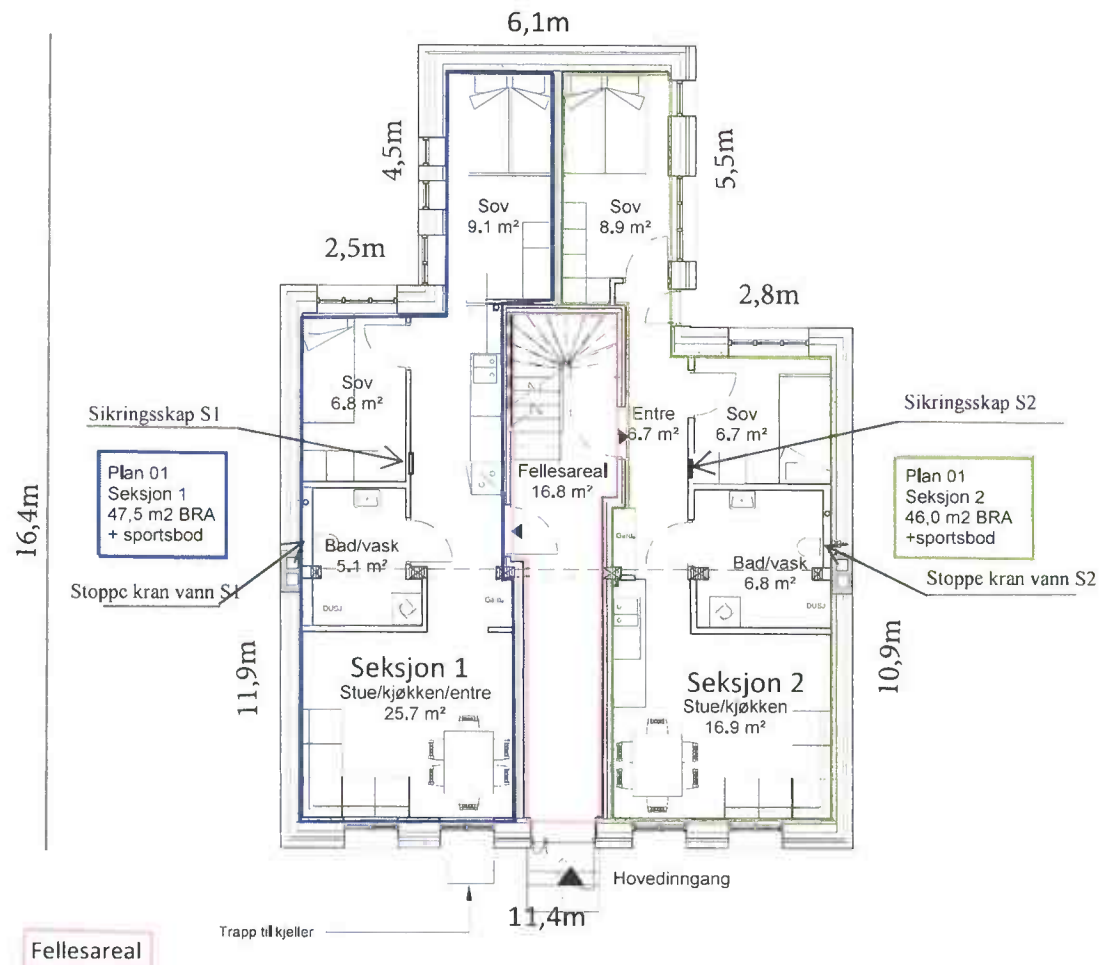 6,1m
4,5m
5,5m
Sov
9.1 m²
Sov
8.9 m²
2,5m
2,8m
16,4m
Sikringsskap S1
Sov
6.8 m²
Entre
6.7 m²
Sov
6.7 m²
Sikringsskap S2
Plan 01
Seksjon 1
47,5 m2 BRA
+ sportsbod
Fellesareal
16.8 m²
Plan 01
Seksjon 2
46,0 m2 BRA
+sportsbod
Bad/vask
5.1 m²
Bad/vask
6.8 m²
Stoppe kran vann S1
Stoppe kran vann S2
DUSJ
DUSJ
11,9m
10,9m
Seksjon 1
Stue/kjøkken/entre
25.7 m²
Seksjon 2
Stue/kjøkken
16.9 m²
Hovedinngang
11,4m
Trapp til kjeller
Fellesareal